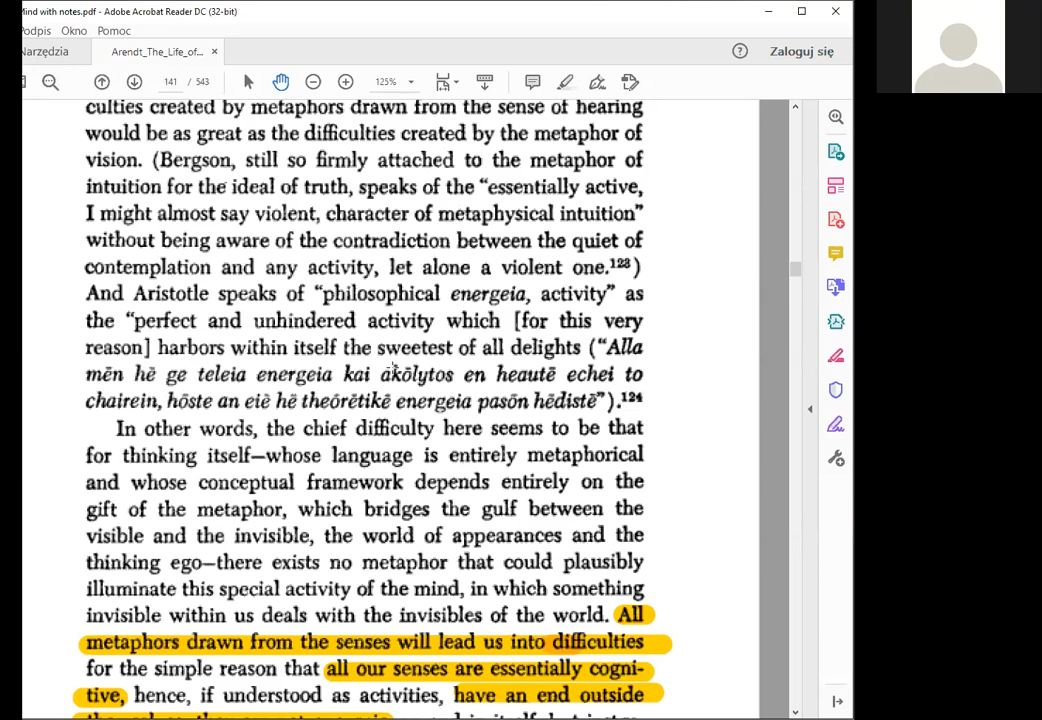 Mind with notes.pdf - Adobe Acrobat Reader DC (32-bit)
Podpis Okno Pomoc
Narzędzia Arendt_The_Life_of... × Zaloguj się
141 / 543 125%
culties created by metaphors drawn from the sense of hearing
would be as great as the difficulties created by the metaphor of
vision. (Bergson, still so firmly attached to the metaphor of
intuition for the ideal of truth, speaks of the “essentially active,
I might almost say violent, character of metaphysical intuition”
without being aware of the contradiction between the quiet of
contemplation and any activity, let alone a violent one.¹²³)
And Aristotle speaks of “philosophical energeia, activity” as
the “perfect and unhindered activity which [for this very
reason] harbors within itself the sweetest of all delights (“Alla
mēn hē ge teleia energeia kai akōlytos en heautē echei to
chairein, hōste an eiē hē theōrētikē energeia pasōn hēdistē”).¹²⁴
In other words, the chief difficulty here seems to be that
for thinking itself—whose language is entirely metaphorical
and whose conceptual framework depends entirely on the
gift of the metaphor, which bridges the gulf between the
visible and the invisible, the world of appearances and the
thinking ego—there exists no metaphor that could plausibly
illuminate this special activity of the mind, in which something
invisible within us deals with the invisibles of the world. All
metaphors drawn from the senses will lead us into difficulties
for the simple reason that all our senses are essentially cogni-
tive, hence, if understood as activities, have an end outside